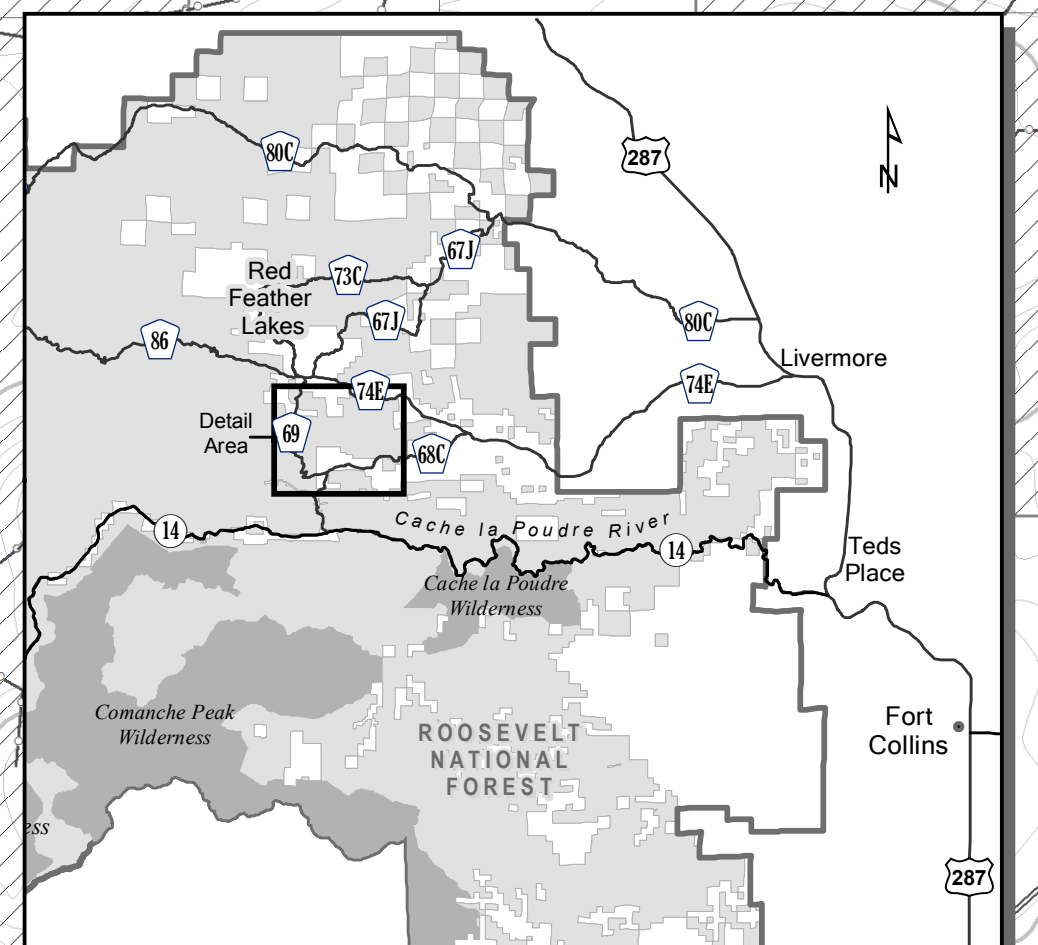 287
N
80C
67J
73C
Red
Feather
Lakes
67J
80C
86
Livermore
74E
74E
Detail
Area
69
68C
Cache la Poudre River
14
14
Teds
Place
Cache la Poudre
Wilderness
Comanche Peak
Wilderness
ROOSEVELT
NATIONAL
FOREST
Fort
Collins
ess
287